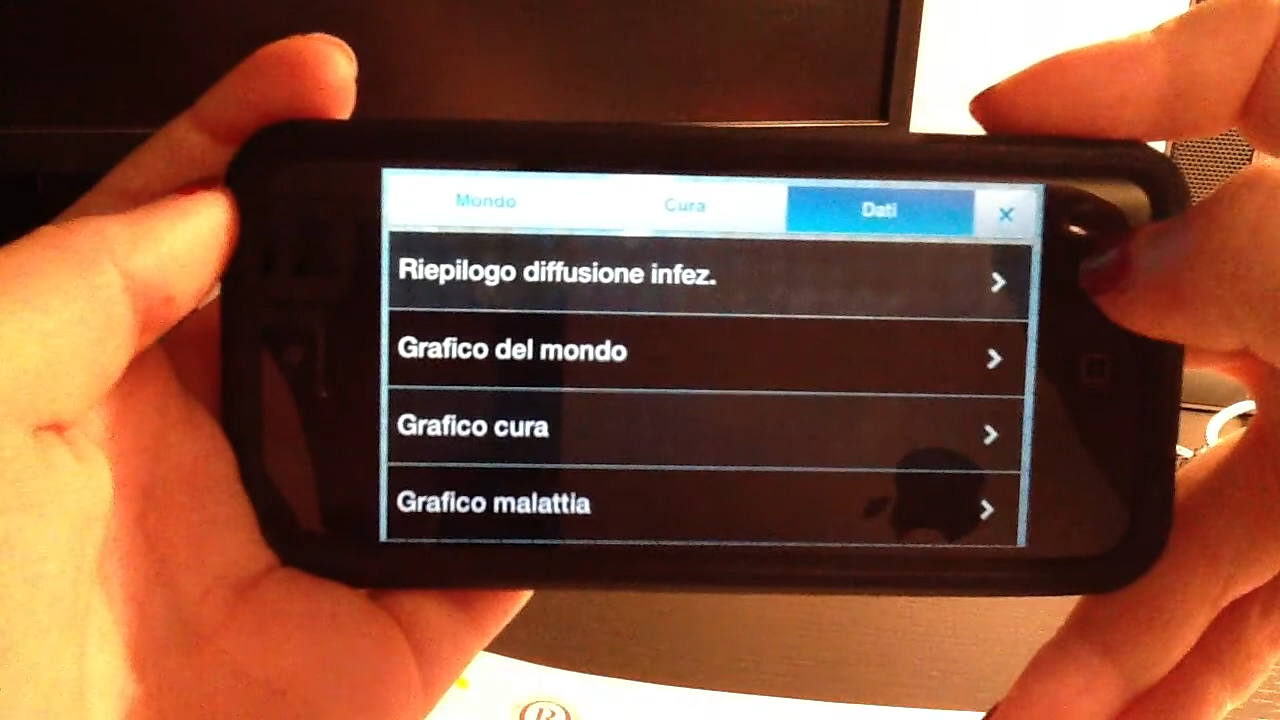 Mondo Cura Dati ×
Riepilogo diffusione infez.
Grafico del mondo
Grafico cura
Grafico malattia
R